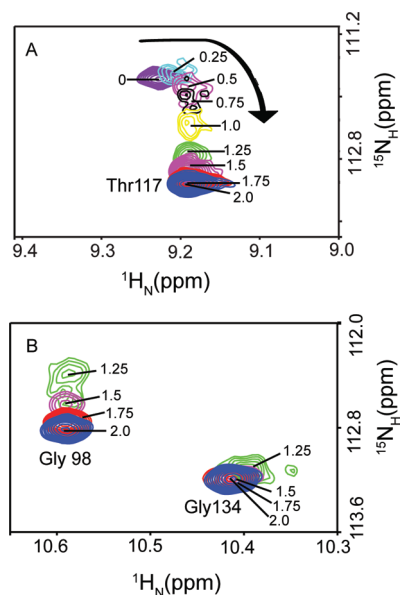 A
111.2
0
0.25
0.5
0.75
1.0
1.25
112.8
1.5
Thr117
1.75
2.0
9.4 9.3 9.2 9.1 9.0
¹H_N(ppm)
¹⁵N_H(ppm)
B
112.0
1.25
1.5
1.75
2.0
112.8
Gly 98
1.25
1.5
Gly134
1.75
2.0
113.6
10.6 10.5 10.4 10.3
¹H_N(ppm)
¹⁵N_H(ppm)